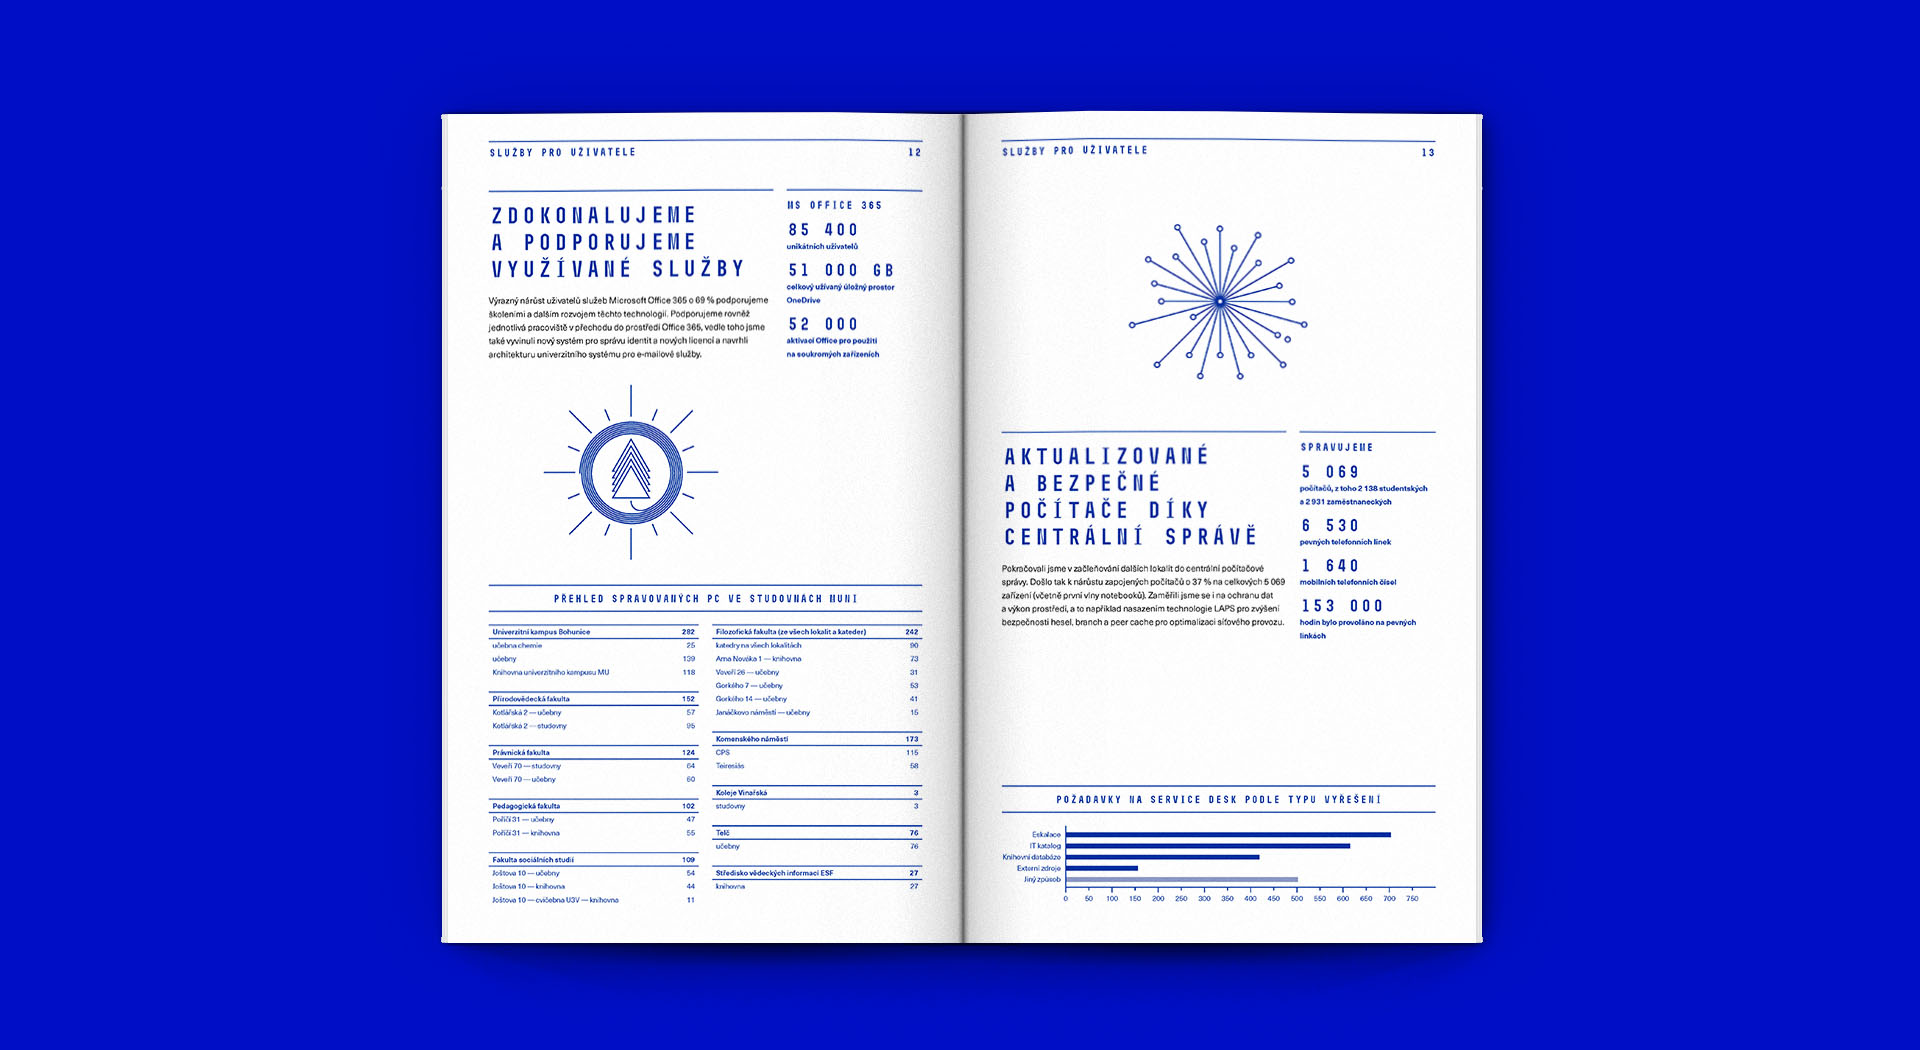 SLUŽBY PRO UŽIVATELE 12
ZDOKONALUJEME
A PODPORUJEME
VYUŽÍVANÉ SLUŽBY
Výrazný nárůst uživatelů služeb Microsoft Office 365 o 69 % podporujeme
školeními a dalším rozvojem těchto technologií. Podporujeme rovněž
jednotlivá pracoviště v přechodu do prostředí Office 365, vedle toho jsme
také vyvinuli nový systém pro správu identit a nových licencí a navrhli
architekturu univerzitního systému pro e-mailové služby.
MS OFFICE 365
85 400
unikátních uživatelů
51 000 GB
celkový užívaný úložný prostor
OneDrive
52 000
aktivací Office pro použití
na soukromých zařízeních
PŘEHLED SPRAVOVANÝCH PC VE STUDOVNÁCH MUNI
Univerzitní kampus Bohunice 282
učebna chemie 25
učebny 139
Knihovna univerzitního kampusu MU 118
Přírodovědecká fakulta 152
Kotlářská 2 — učebny 57
Kotlářská 2 — studovny 95
Právnická fakulta 124
Veveří 70 — studovny 64
Veveří 70 — učebny 60
Pedagogická fakulta 102
Poříčí 31 — učebny 47
Poříčí 31 — knihovna 55
Fakulta sociálních studií 109
Joštova 10 — učebny 54
Joštova 10 — knihovna 44
Joštova 10 — cvičebna U3V — knihovna 11
Filozofická fakulta (ze všech lokalit a kateder) 242
katedry na všech lokalitách 90
Arna Nováka 1 — knihovna 73
Veveří 26 — učebny 31
Gorkého 7 — učebny 53
Gorkého 14 — učebny 41
Janáčkovo náměstí — učebny 15
Komenského náměstí 173
CPS 115
Teiresiás 58
Koleje Vinařská 3
studovny 3
Telč 76
učebny 76
Středisko vědeckých informací ESF 27
knihovna 27
SLUŽBY PRO UŽIVATELE 13
AKTUALIZOVANÉ
A BEZPEČNÉ
POČÍTAČE DÍKY
CENTRÁLNÍ SPRÁVĚ
Pokračovali jsme v začleňování dalších lokalit do centrální počítačové
správy. Došlo tak k nárůstu zapojených počítačů o 37 % na celkových 5 069
zařízení (včetně první vlny notebooků). Zaměřili jsme se i na ochranu dat
a výkon prostředí, a to například nasazením technologie LAPS pro zvýšení
bezpečnosti hesel, branch a peer cache pro optimalizaci síťového provozu.
SPRAVUJEME
5 069
počítačů, z toho 2 138 studentských
a 2 931 zaměstnaneckých
6 530
pevných telefonních linek
1 640
mobilních telefonních čísel
153 000
hodin bylo provoláno na pevných
linkách
POŽADAVKY NA SERVICE DESK PODLE TYPU VYŘEŠENÍ
Eskalace
IT katalog
Knihovní databáze
Externí zdroje
Jiný způsob
0 50 100 150 200 250 300 350 400 450 500 550 600 650 700 750